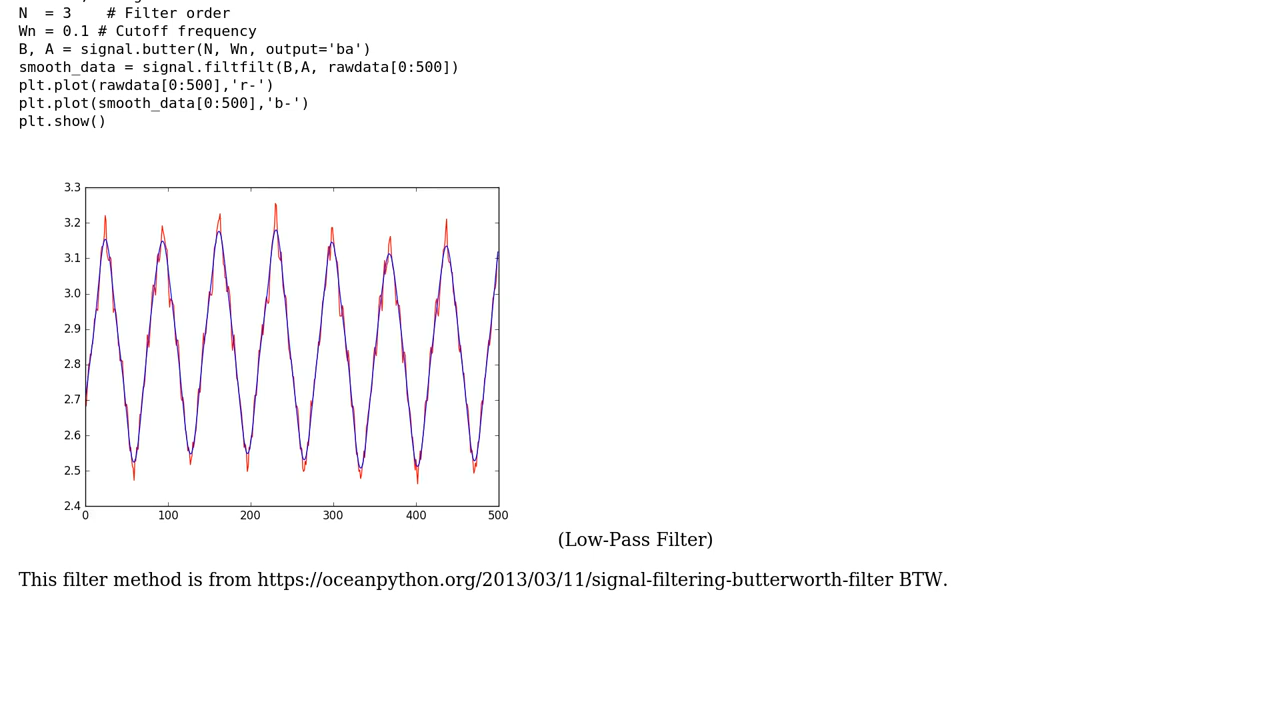 N  = 3    # Filter order
Wn = 0.1 # Cutoff frequency
B, A = signal.butter(N, Wn, output='ba')
smooth_data = signal.filtfilt(B,A, rawdata[0:500])
plt.plot(rawdata[0:500],'r-')
plt.plot(smooth_data[0:500],'b-')
plt.show()
3.3
3.2
3.1
3.0
2.9
2.8
2.7
2.6
2.5
2.4
0 100 200 300 400 500
(Low-Pass Filter)
This filter method is from https://oceanpython.org/2013/03/11/signal-filtering-butterworth-filter BTW.